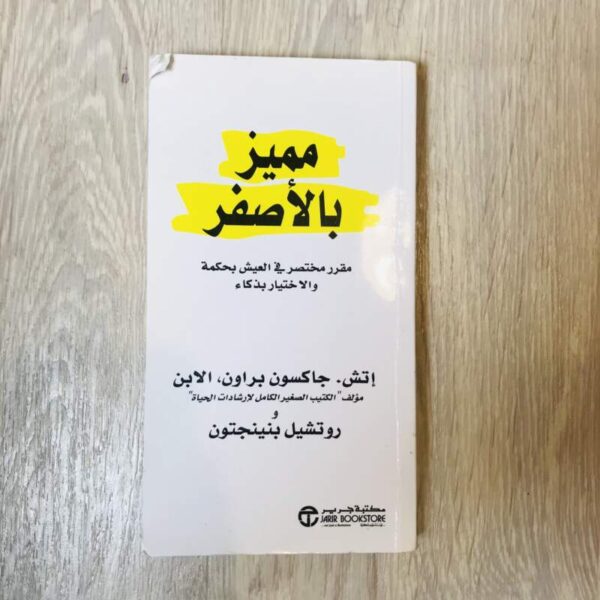 مميز
بالأصفر
مقرر مختصر في العيش بحكمة
والاختيار بذكاء
إتش. جاكسون براون، الابن
مؤلف "الكتيب الصغير الكامل لإرشادات الحياة"
و
روتشيل بنينجتون
مكتبة جرير
JARIR BOOKSTORE